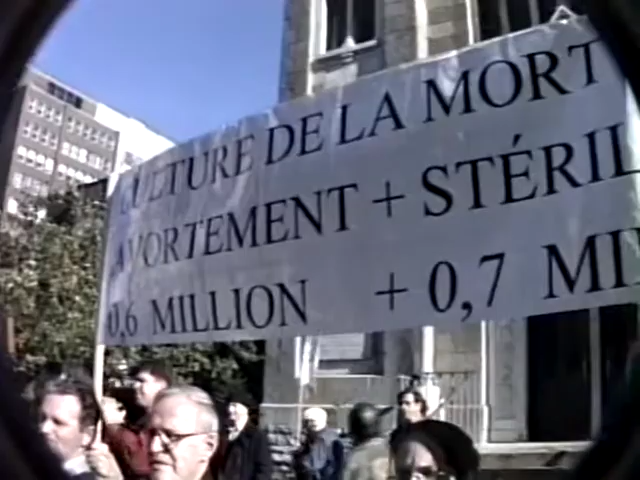 CULTURE DE LA MORT
AVORTEMENT + STÉRIL
0,6 MILLION + 0,7 MI